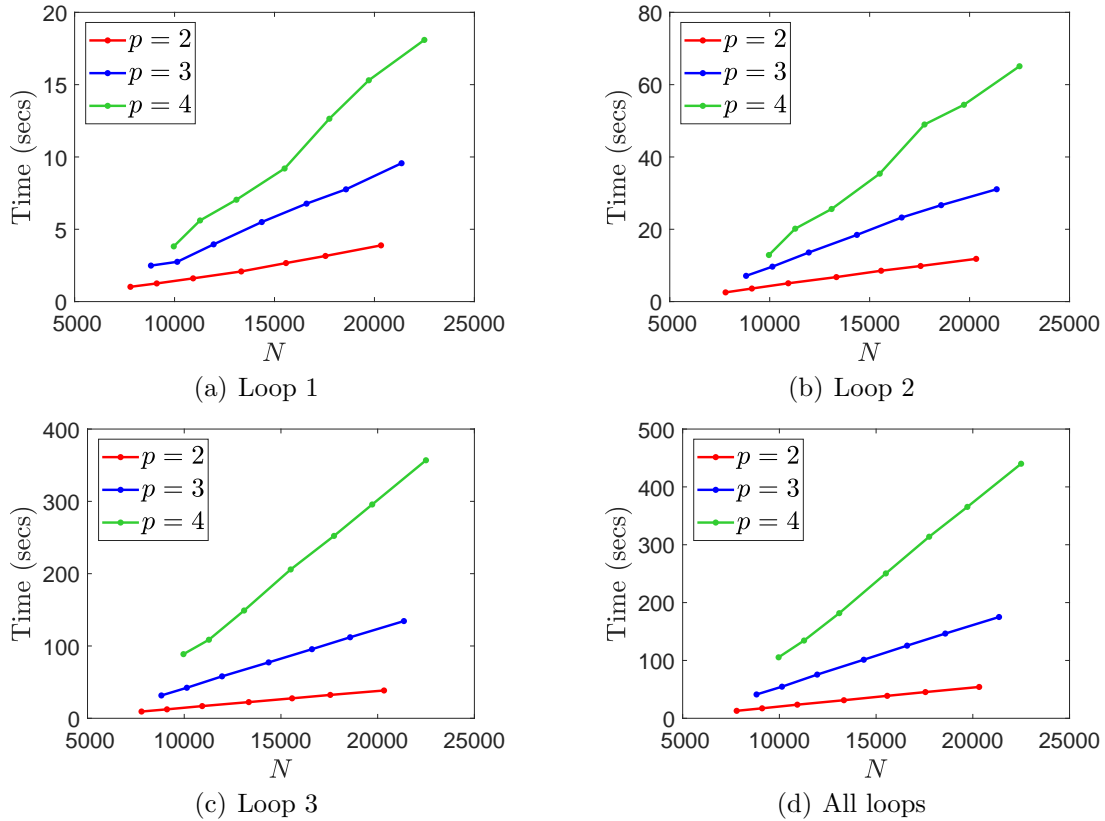 20
15
10
5
0
Time (secs)
p = 2
p = 3
p = 4
5000 10000 15000 20000 25000
N
(a) Loop 1
80
60
40
20
0
Time (secs)
p = 2
p = 3
p = 4
5000 10000 15000 20000 25000
N
(b) Loop 2
400
300
200
100
0
Time (secs)
p = 2
p = 3
p = 4
5000 10000 15000 20000 25000
N
(c) Loop 3
500
400
300
200
100
0
Time (secs)
p = 2
p = 3
p = 4
5000 10000 15000 20000 25000
N
(d) All loops